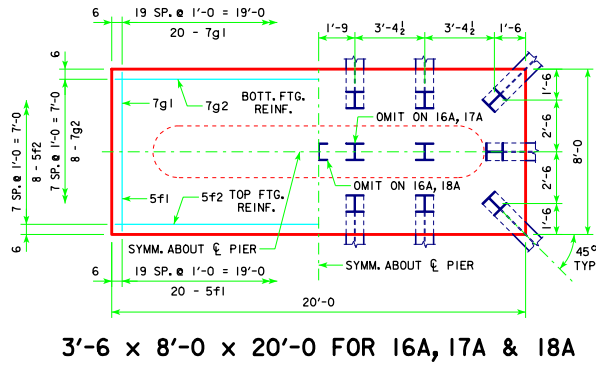 6 19 SP.@ 1'-0 = 19'-0
20 - 7g1
1'-9 3'-4½ 3'-4½ 1'-6
6
7g1
7g2
BOTT. FTG.
REINF.
OMIT ON 16A, 17A
7 SP.@ 1'-0 = 7'-0
8 - 5f2
7 SP.@ 1'-0 = 7'-0
8 - 7g2
1'-6
2'-6
2'-6
1'-6
8'-0
OMIT ON 16A, 18A
5f1
5f2
TOP FTG.
REINF.
6
SYMM. ABOUT ℄ PIER
SYMM. ABOUT ℄ PIER
45°
TYP
6 19 SP.@ 1'-0 = 19'-0
20 - 5f1
20'-0
3'-6 x 8'-0 x 20'-0 FOR 16A, 17A & 18A